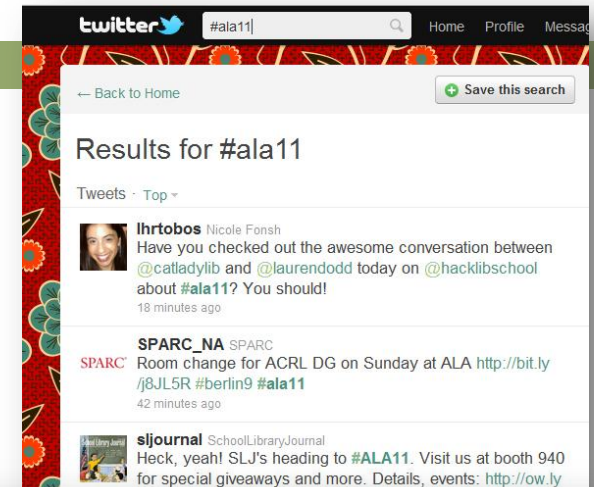 twitter #ala11 Home Profile Messag
← Back to Home Save this search
Results for #ala11
Tweets · Top
lhrtobos Nicole Fonsh
Have you checked out the awesome conversation between
@catladylib and @laurendodd today on @hacklibschool
about #ala11? You should!
18 minutes ago
SPARC_NA SPARC
SPARC Room change for ACRL DG on Sunday at ALA http://bit.ly
/j8JL5R #berlin9 #ala11
42 minutes ago
sljournal SchoolLibraryJournal
Heck, yeah! SLJ's heading to #ALA11. Visit us at booth 940
for special giveaways and more. Details, events: http://ow.ly